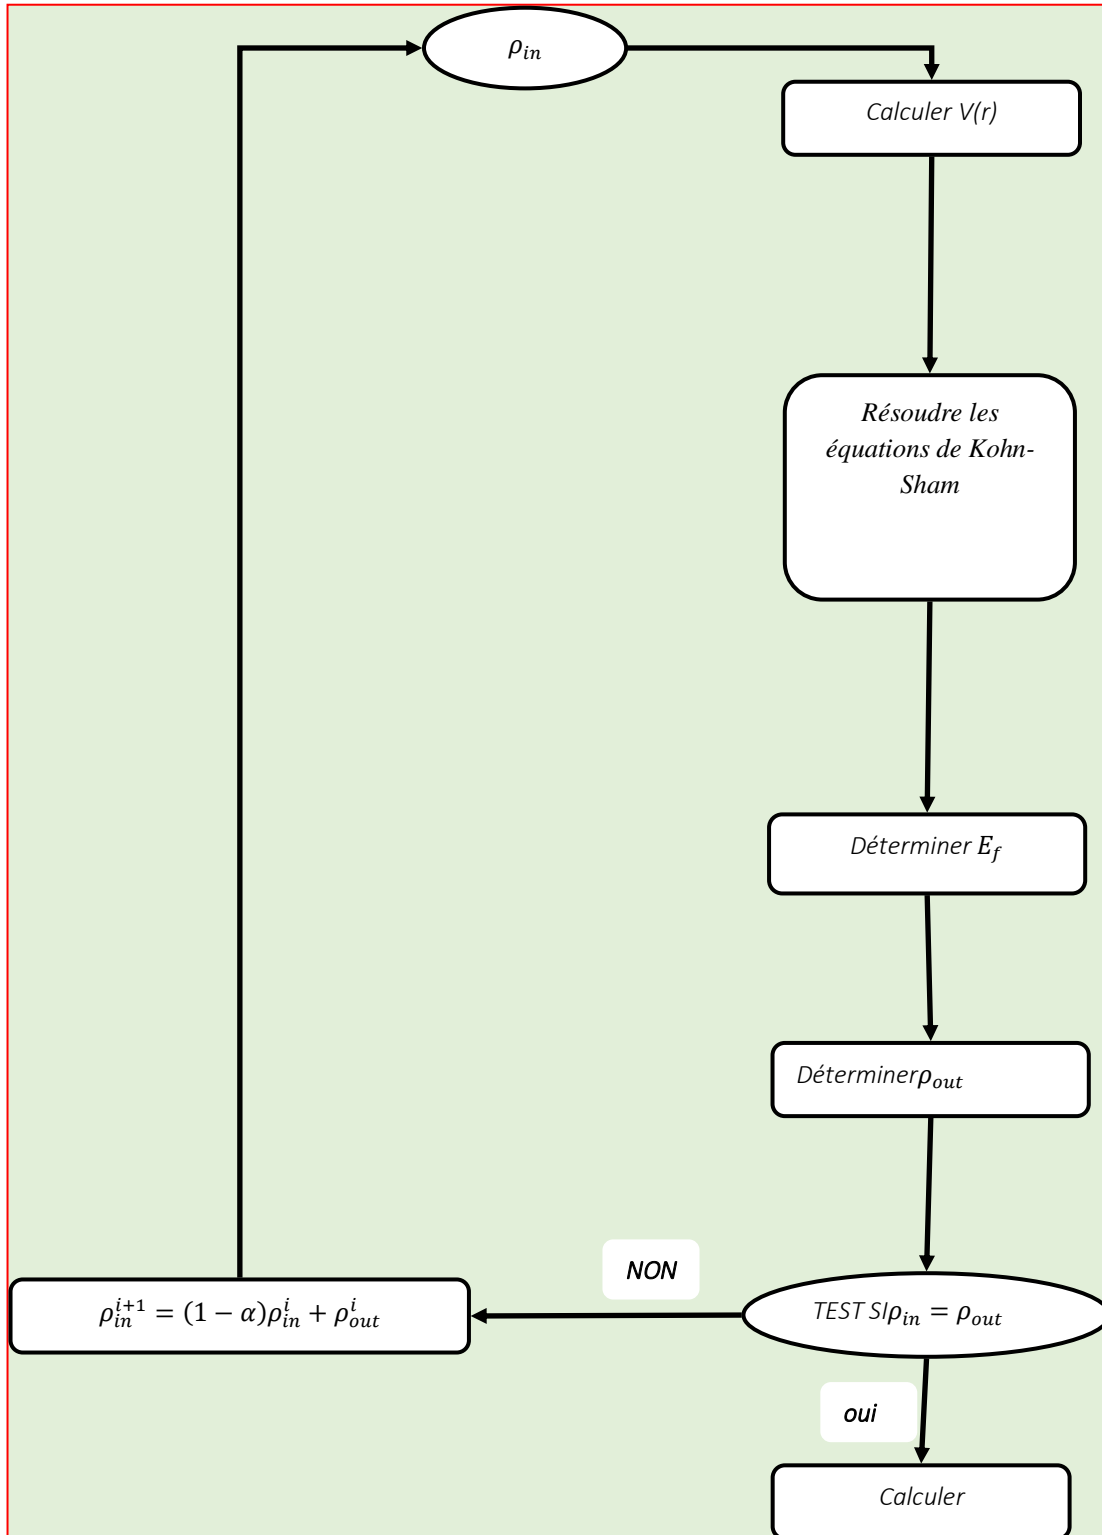 ρ_in
Calculer V(r)
Résoudre les
équations de Kohn-
Sham
Déterminer E_f
Déterminerρ_out
NON
ρ_in^{i+1} = (1 − α)ρ_in^i + ρ_out^i
TEST SIρ_in = ρ_out
oui
Calculer